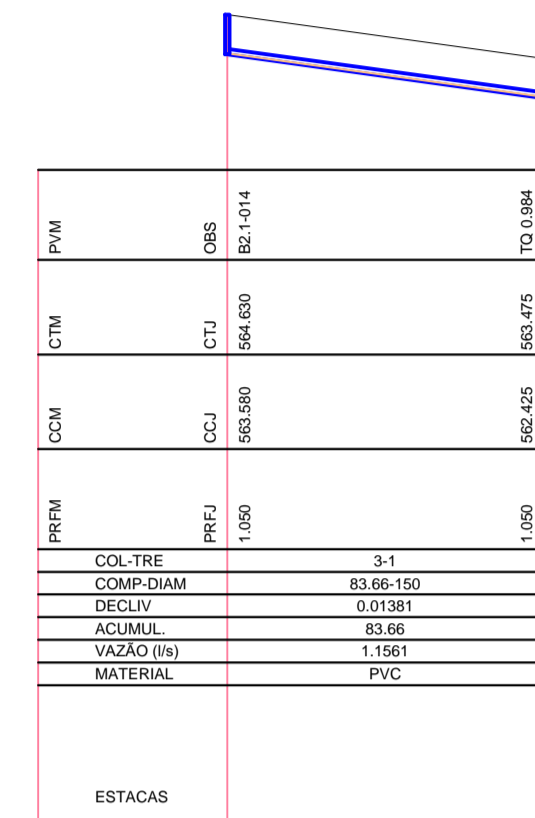 PVM OBS B2.1-014 TQ 0.984
CTM CTJ 564.630 563.475
CCM CCJ 563.580 562.425
PRFM PRFJ 1.050 1.050
COL-TRE 3-1
COMP-DIAM 83.66-150
DECLIV 0.01381
ACUMUL. 83.66
VAZÃO (l/s) 1.1561
MATERIAL PVC
ESTACAS